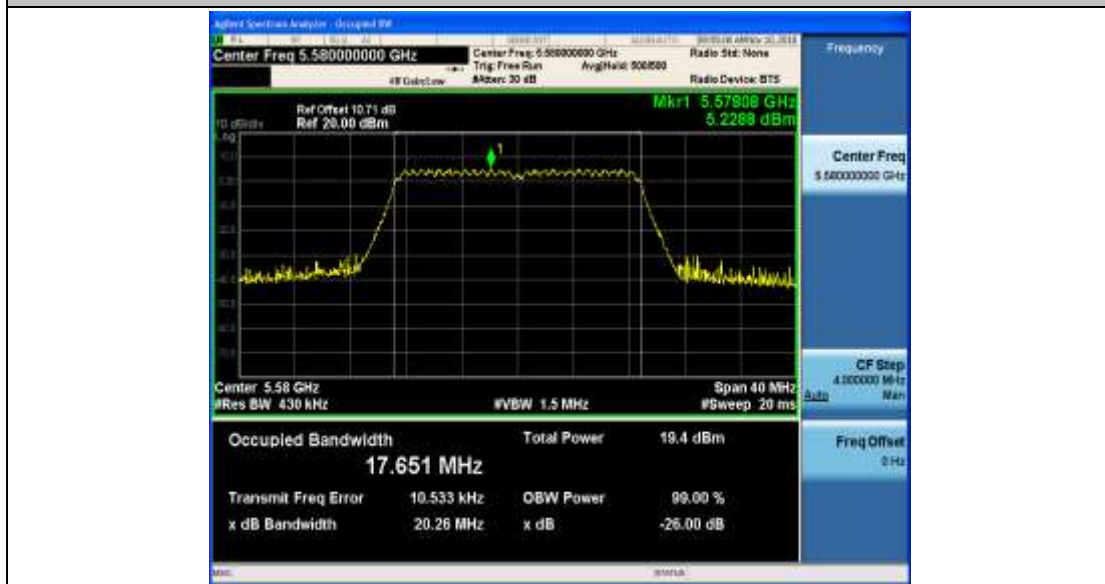 Agilent Spectrum Analyzer - Occupied BW
Center Freq 5.580000000 GHz
Center Freq: 5.580000000 GHz
Radio Std: None
Trig: Free Run
Avg|Hold: 500/500
#IFGain:Low
#Atten: 30 dB
Radio Device: BTS
Frequency
Ref Offset 10.71 dB
Mkr1 5.57808 GHz
10 dB/div
Ref 20.00 dBm
5.2288 dBm
Log
1
Center Freq
5.580000000 GHz
Center 5.58 GHz
Span 40 MHz
#Res BW 430 kHz
#VBW 1.5 MHz
#Sweep 20 ms
CF Step
4.000000 MHz
Auto
Man
Occupied Bandwidth
Total Power
19.4 dBm
17.651 MHz
Freq Offset
0 Hz
Transmit Freq Error
10.533 kHz
OBW Power
99.00 %
x dB Bandwidth
20.26 MHz
x dB
-26.00 dB
MSG
STATUS